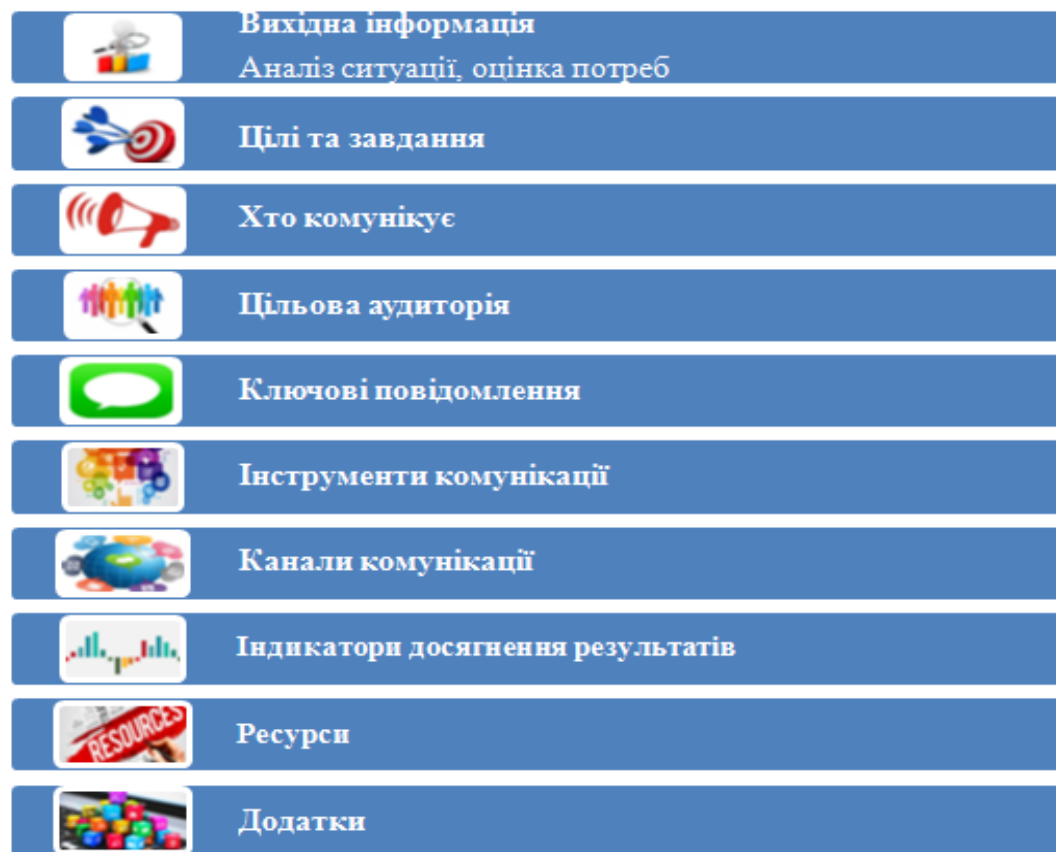 Вихідна інформація
Аналіз ситуації, оцінка потреб
Цілі та завдання
Хто комунікує
Цільова аудиторія
Ключові повідомлення
Інструменти комунікації
Канали комунікації
Індикатори досягнення результатів
RESOURCES
Ресурси
Додатки